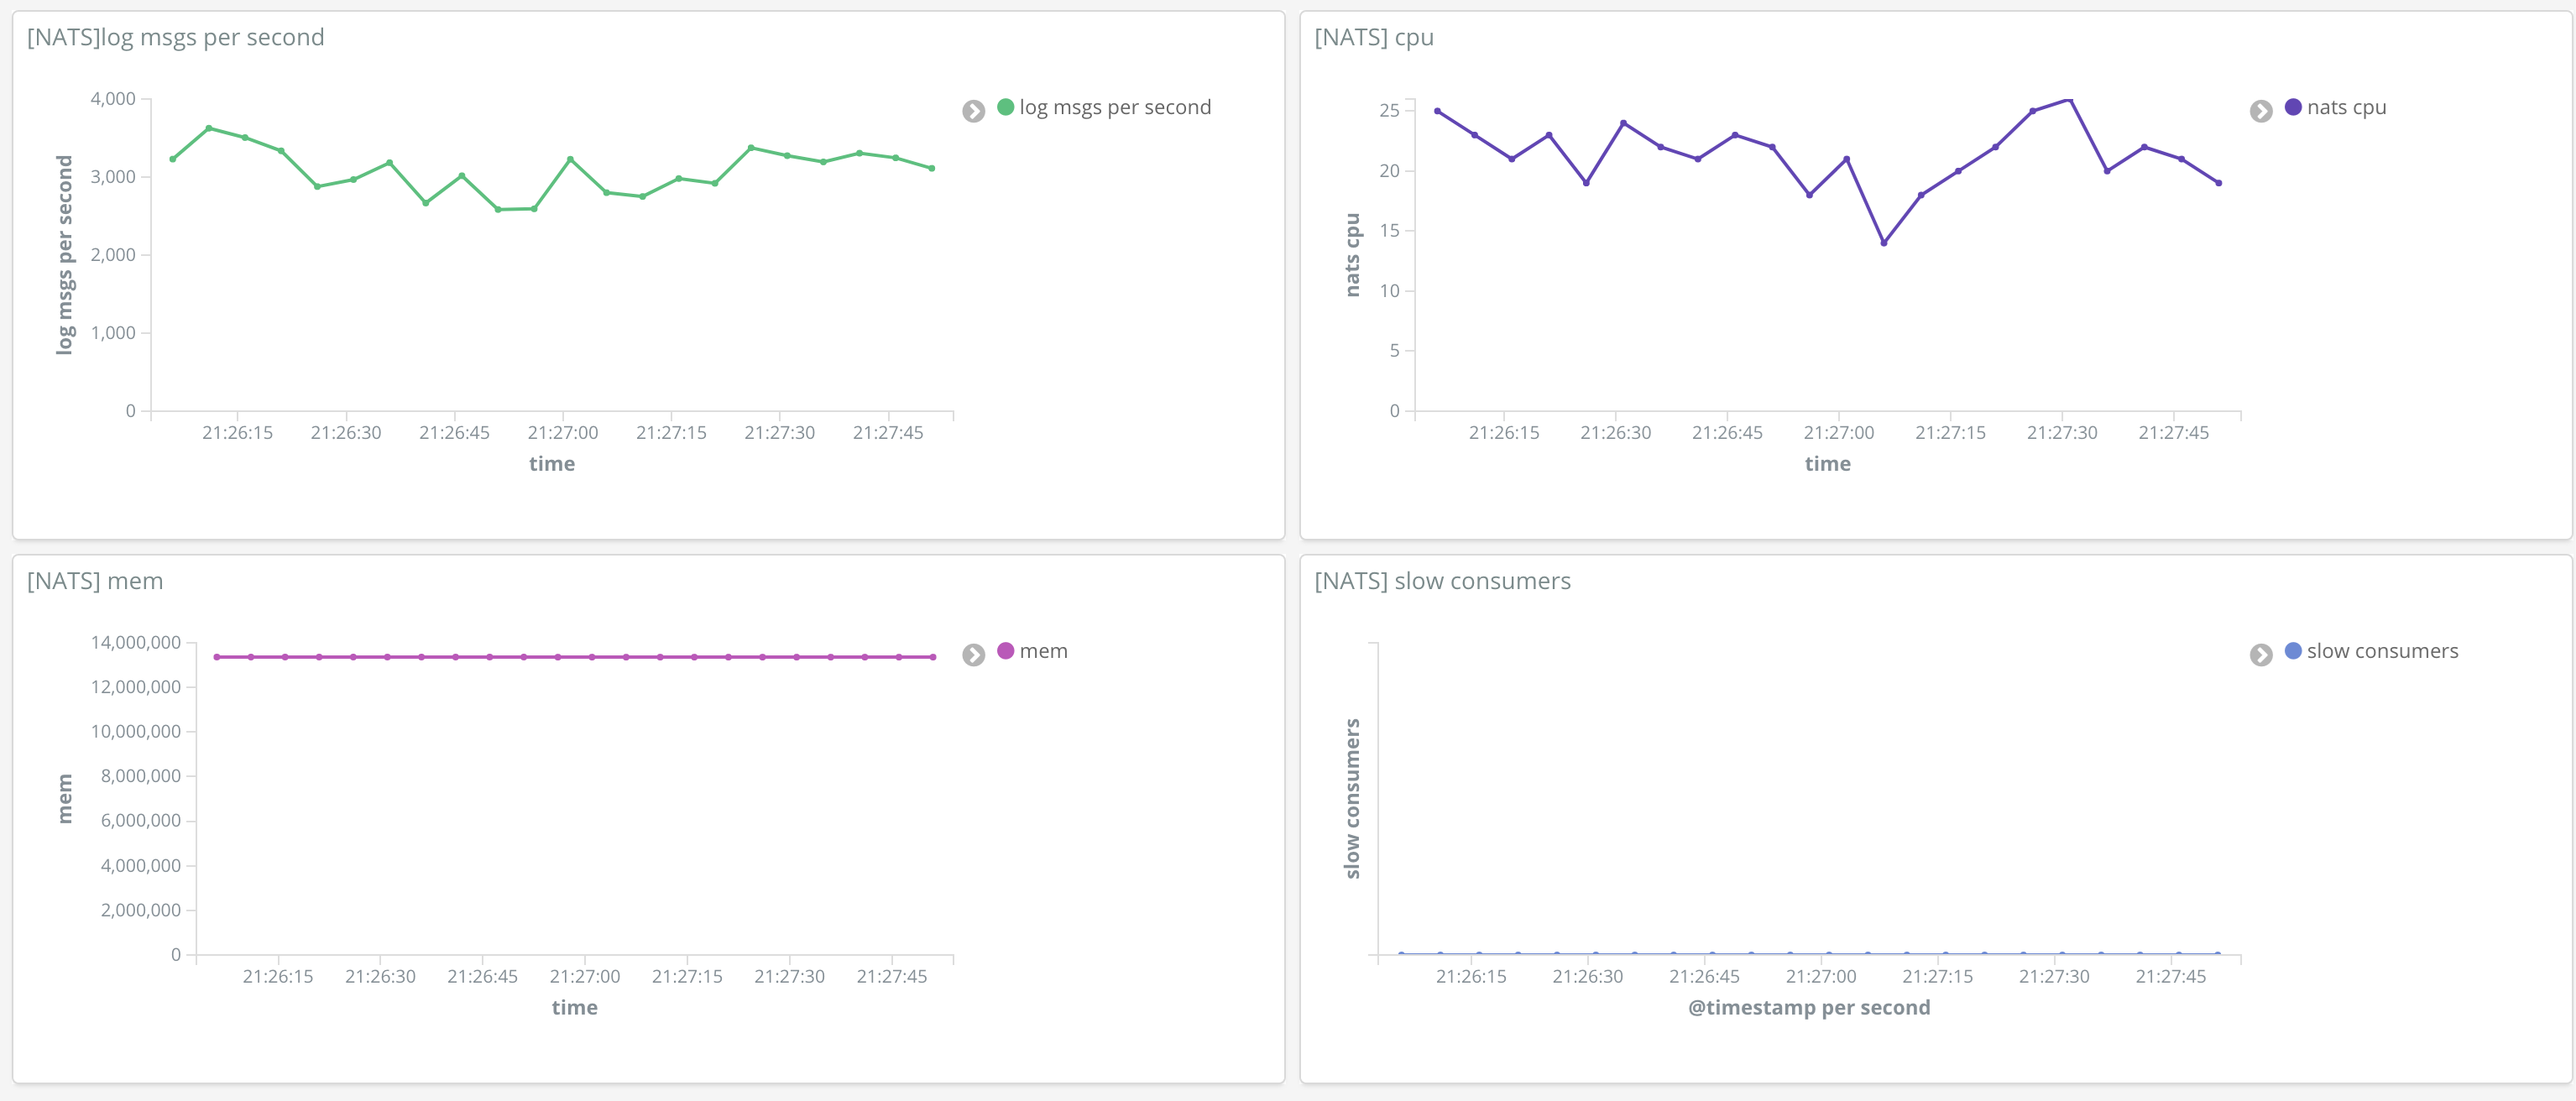 [NATS]log msgs per second
4,000
3,000
2,000
1,000
0
log msgs per second
21:26:15 21:26:30 21:26:45 21:27:00 21:27:15 21:27:30 21:27:45
time
log msgs per second
[NATS] cpu
25
20
15
10
5
0
nats cpu
21:26:15 21:26:30 21:26:45 21:27:00 21:27:15 21:27:30 21:27:45
time
nats cpu
[NATS] mem
14,000,000
12,000,000
10,000,000
8,000,000
6,000,000
4,000,000
2,000,000
0
mem
21:26:15 21:26:30 21:26:45 21:27:00 21:27:15 21:27:30 21:27:45
time
mem
[NATS] slow consumers
slow consumers
21:26:15 21:26:30 21:26:45 21:27:00 21:27:15 21:27:30 21:27:45
@timestamp per second
slow consumers